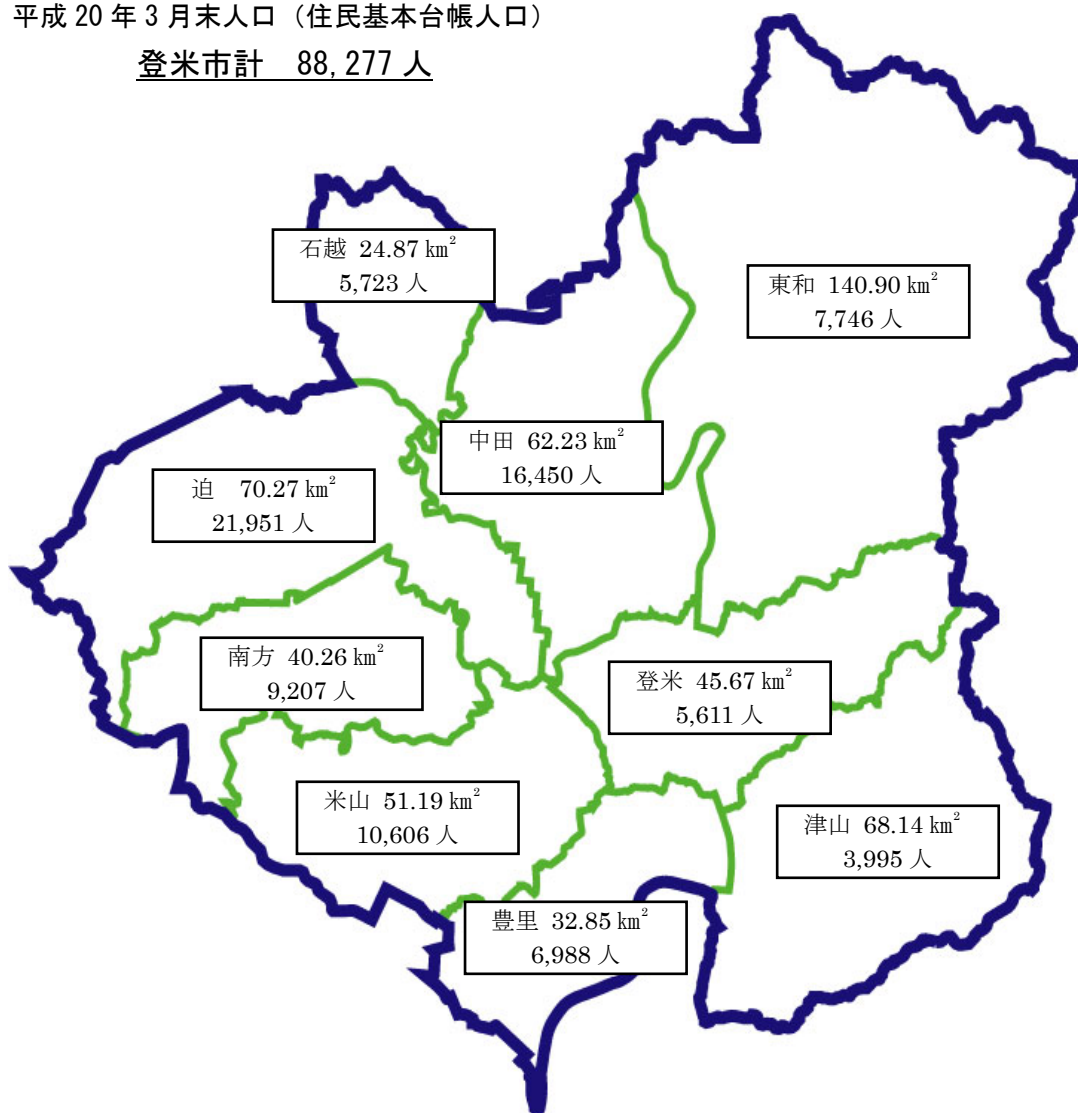 平成 20 年 3 月末人口（住民基本台帳人口）
登米市計　88,277 人
石越 24.87 ㎢
5,723 人
東和 140.90 ㎢
7,746 人
中田 62.23 ㎢
16,450 人
迫　70.27 ㎢
21,951 人
南方 40.26 ㎢
9,207 人
登米 45.67 ㎢
5,611 人
米山 51.19 ㎢
10,606 人
津山 68.14 ㎢
3,995 人
豊里 32.85 ㎢
6,988 人